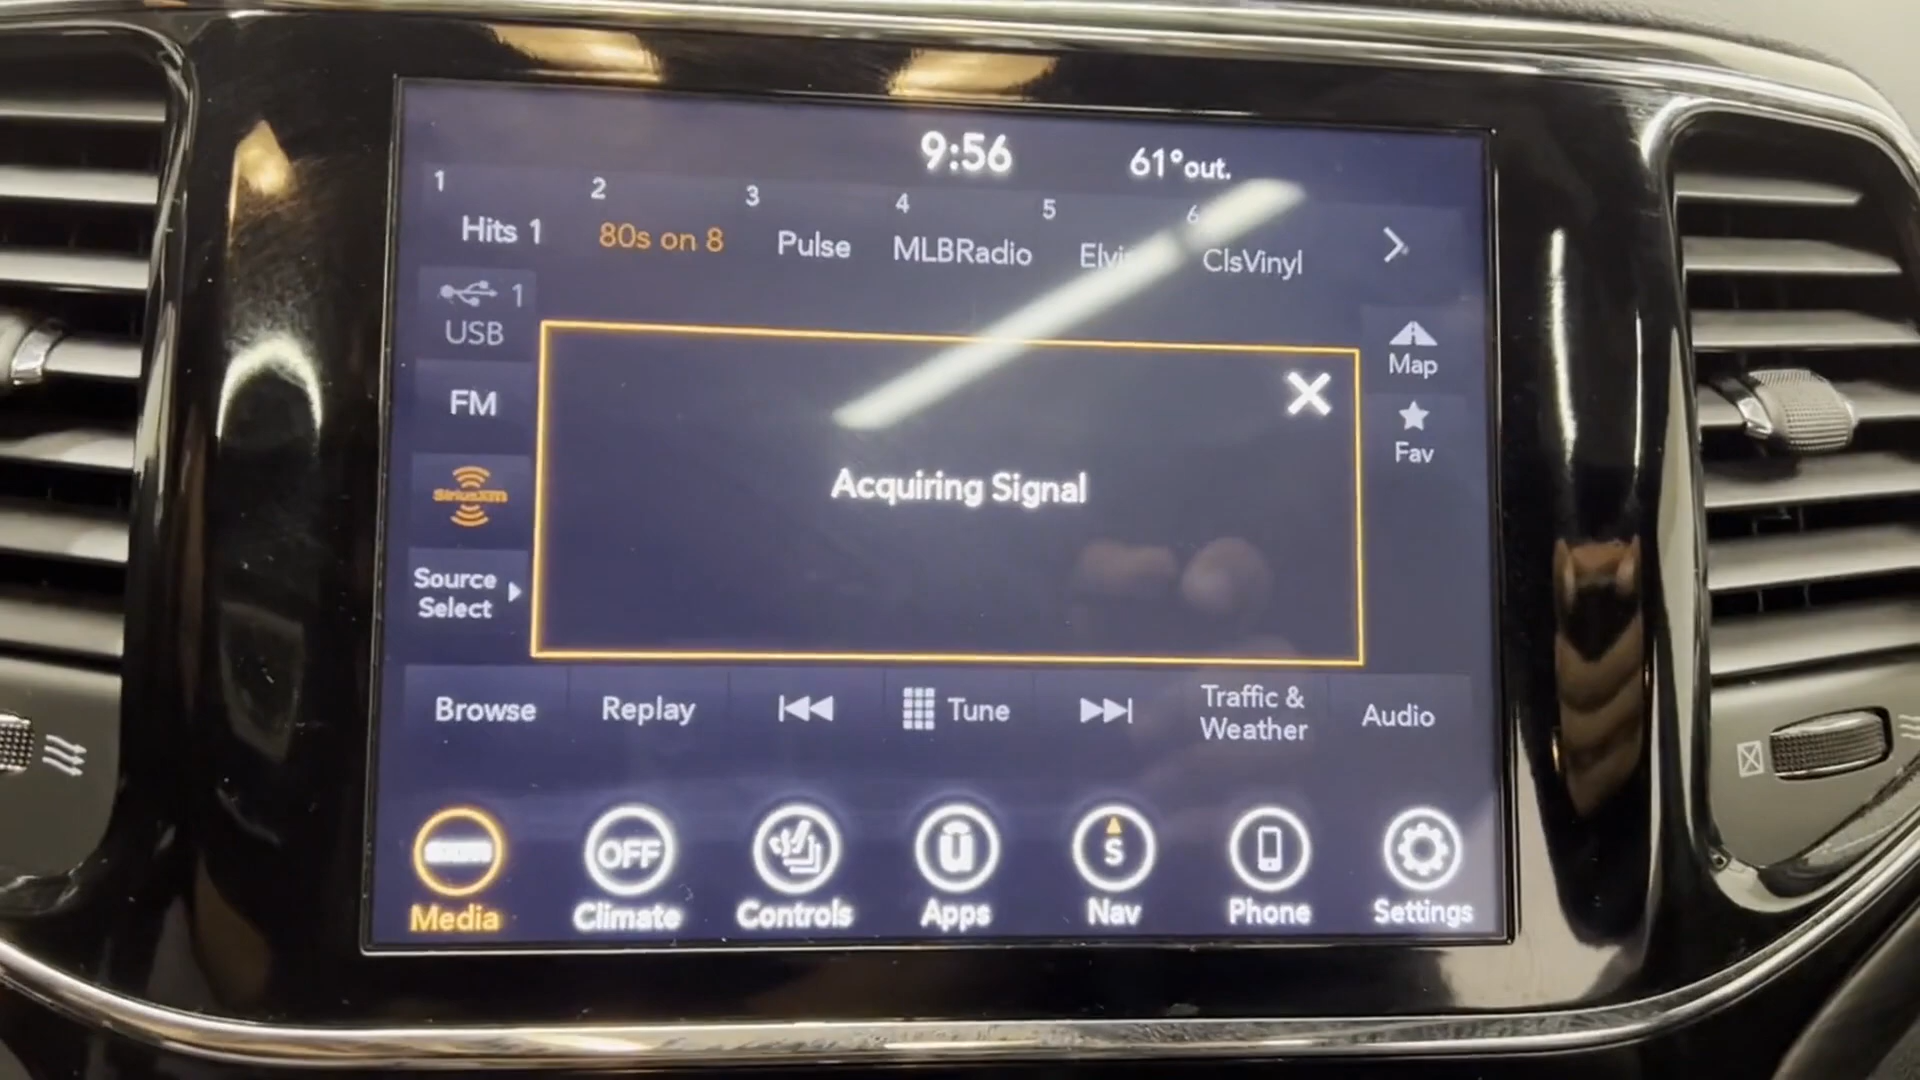 9:56
61°out.
1
2
3
4
5
6
Hits 1
80s on 8
Pulse
MLBRadio
ClsVinyl
1
USB
FM
SiriusXM
Source
Select
Map
Fav
Acquiring Signal
Browse
Replay
Tune
Traffic &
Weather
Audio
OFF
S
Media
Climate
Controls
Apps
Nav
Phone
Settings